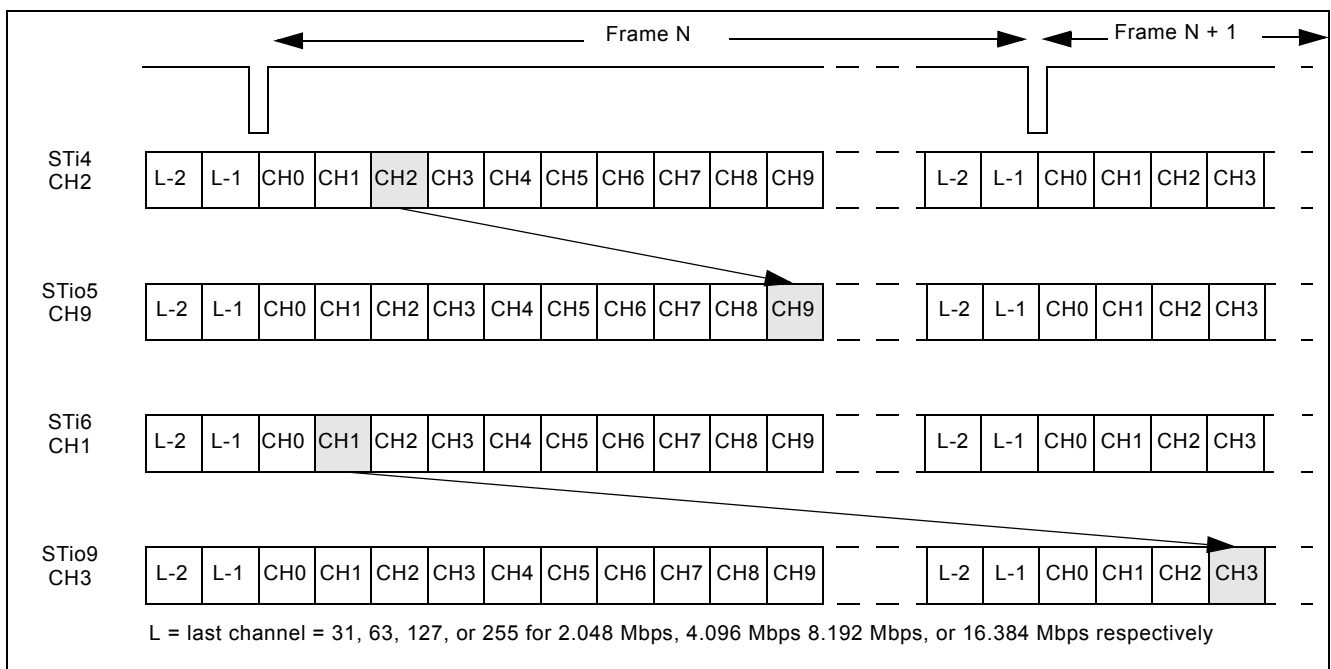 Frame N
Frame N + 1
STi4
CH2
L-2 L-1 CH0 CH1 CH2 CH3 CH4 CH5 CH6 CH7 CH8 CH9 L-2 L-1 CH0 CH1 CH2 CH3
STio5
CH9
L-2 L-1 CH0 CH1 CH2 CH3 CH4 CH5 CH6 CH7 CH8 CH9 L-2 L-1 CH0 CH1 CH2 CH3
STi6
CH1
L-2 L-1 CH0 CH1 CH2 CH3 CH4 CH5 CH6 CH7 CH8 CH9 L-2 L-1 CH0 CH1 CH2 CH3
STio9
CH3
L-2 L-1 CH0 CH1 CH2 CH3 CH4 CH5 CH6 CH7 CH8 CH9 L-2 L-1 CH0 CH1 CH2 CH3
L = last channel = 31, 63, 127, or 255 for 2.048 Mbps, 4.096 Mbps 8.192 Mbps, or 16.384 Mbps respectively